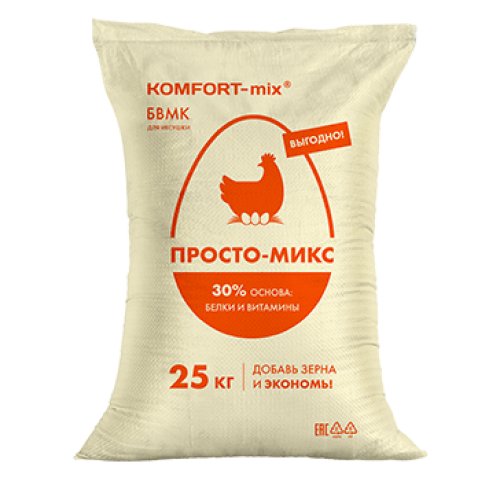 KOMFORT-mix®
БВМК
ДЛЯ НЕСУШКИ
ВЫГОДНО!
ПРОСТО-МИКС
30% ОСНОВА:
БЕЛКИ И ВИТАМИНЫ
25 КГ
ДОБАВЬ ЗЕРНА
И ЭКОНОМЬ!
EAC